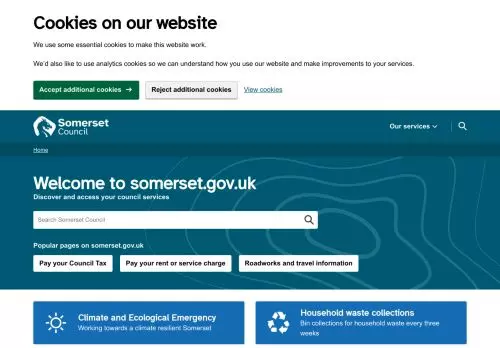 Cookies on our website
We use some essential cookies to make this website work.
We'd also like to use analytics cookies so we can understand how you use our website and make improvements to your services.
Accept additional cookies →
Reject additional cookies
View cookies
Somerset
Council
Our services
Home
Welcome to somerset.gov.uk
Discover and access your council services
Search Somerset Council
Popular pages on somerset.gov.uk
Pay your Council Tax
Pay your rent or service charge
Roadworks and travel information
Climate and Ecological Emergency
Working towards a climate resilient Somerset
Household waste collections
Bin collections for household waste every three
weeks